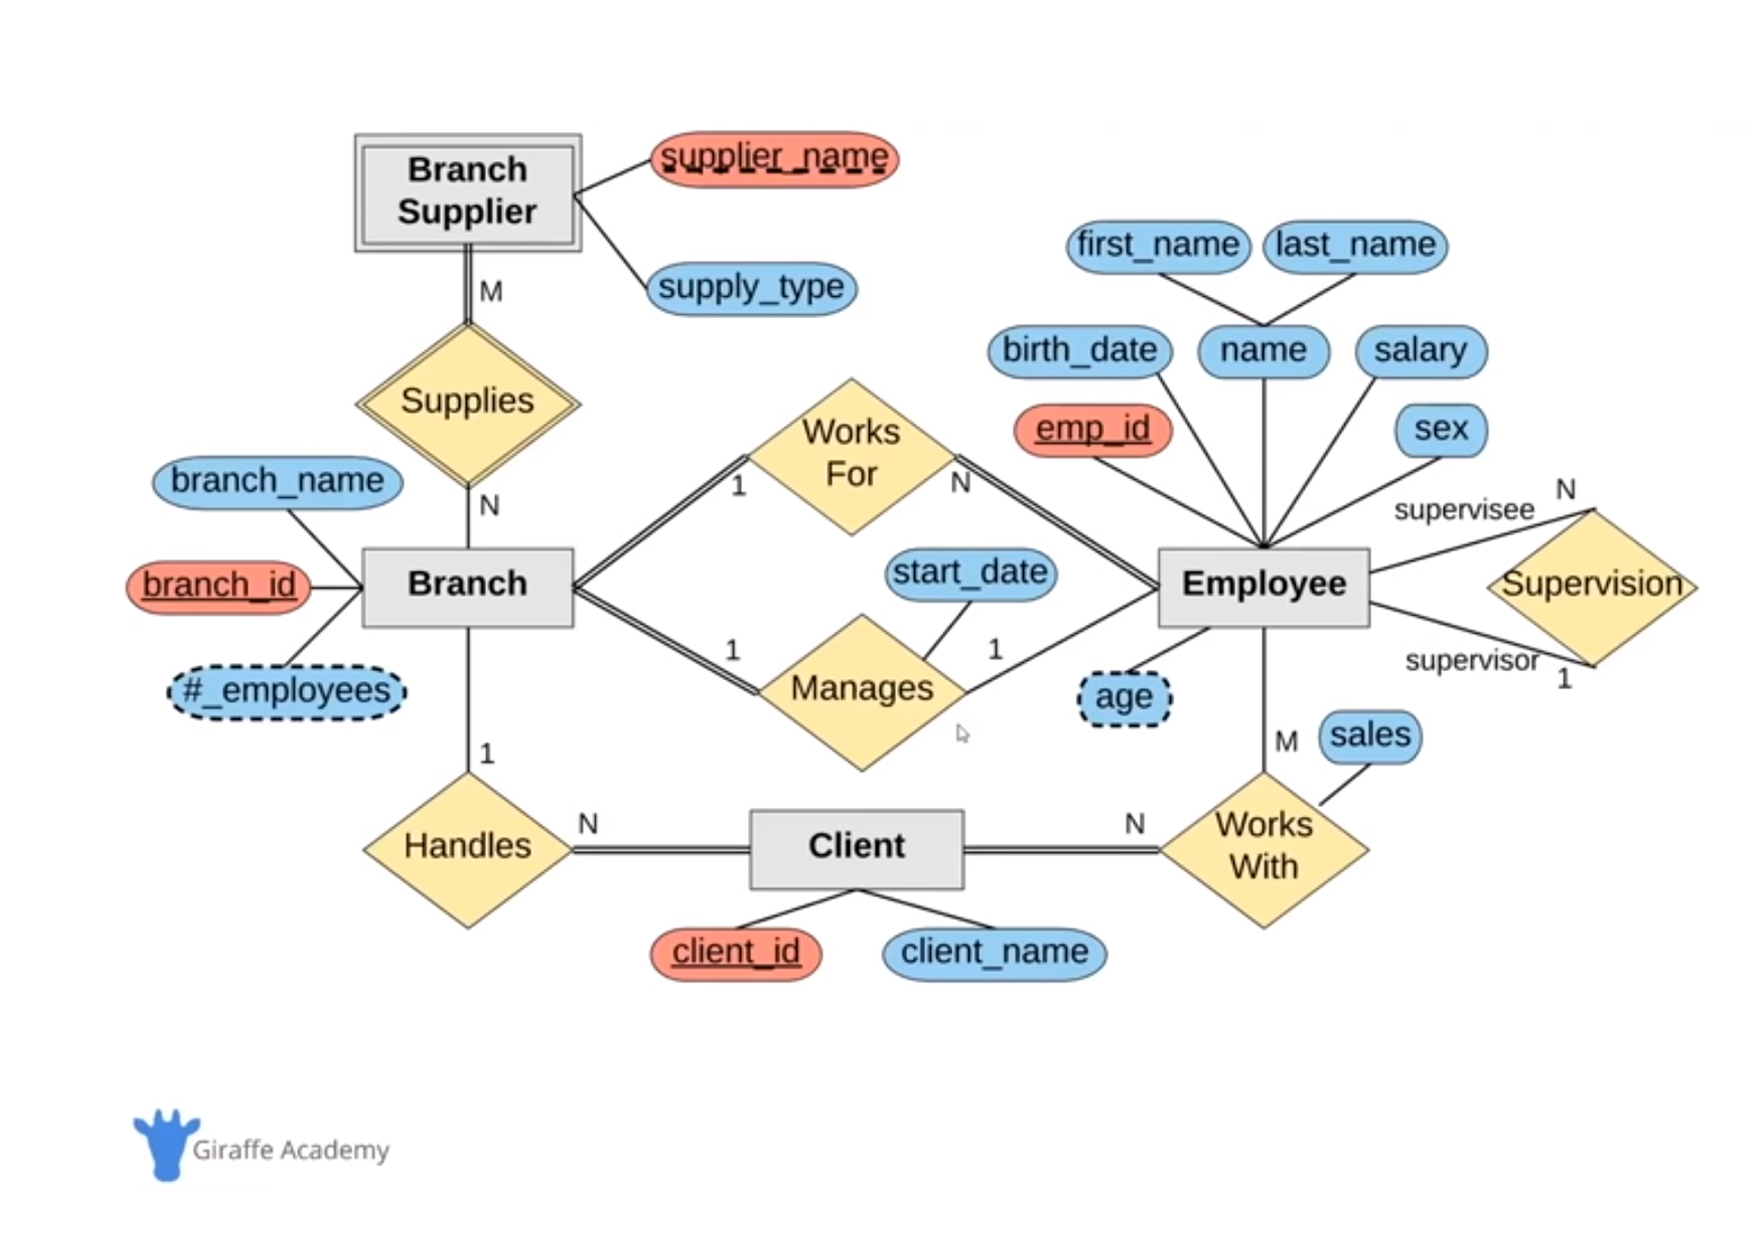 Branch
Supplier
supplier_name
supply_type
M
Supplies
N
first_name
last_name
birth_date
name
salary
emp_id
sex
Works
For
1
N
branch_name
branch_id
#_employees
Branch
start_date
1
Manages
1
Employee
age
supervisee
N
Supervision
supervisor
1
1
Handles
N
Client
N
M
sales
Works
With
client_id
client_name
Giraffe Academy